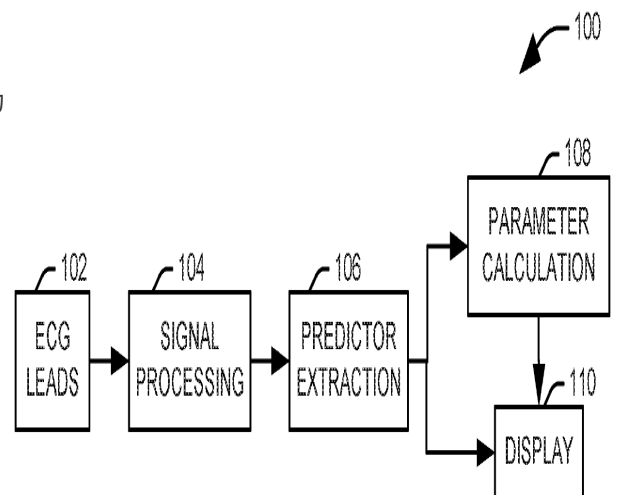 100
108
PARAMETER
CALCULATION
102
104
106
ECG
LEADS
SIGNAL
PROCESSING
PREDICTOR
EXTRACTION
110
DISPLAY